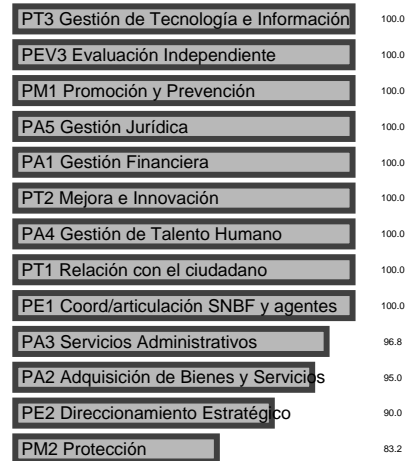 PT3 Gestión de Tecnología e Información 100.0
PEV3 Evaluación Independiente 100.0
PM1 Promoción y Prevención 100.0
PA5 Gestión Jurídica 100.0
PA1 Gestión Financiera 100.0
PT2 Mejora e Innovación 100.0
PA4 Gestión de Talento Humano 100.0
PT1 Relación con el ciudadano 100.0
PE1 Coord/articulación SNBF y agentes 100.0
PA3 Servicios Administrativos 96.8
PA2 Adquisición de Bienes y Servicios 95.0
PE2 Direccionamiento Estratégico 90.0
PM2 Protección 83.2